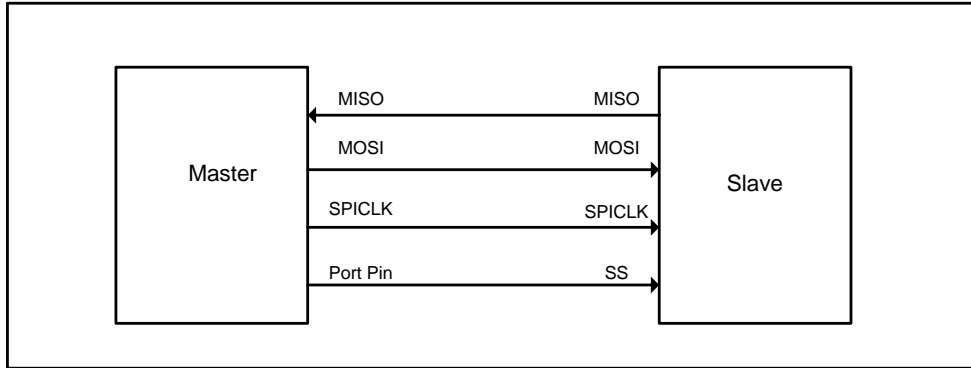 MISO MISO
MOSI MOSI
Master
Slave
SPICLK SPICLK
Port Pin SS